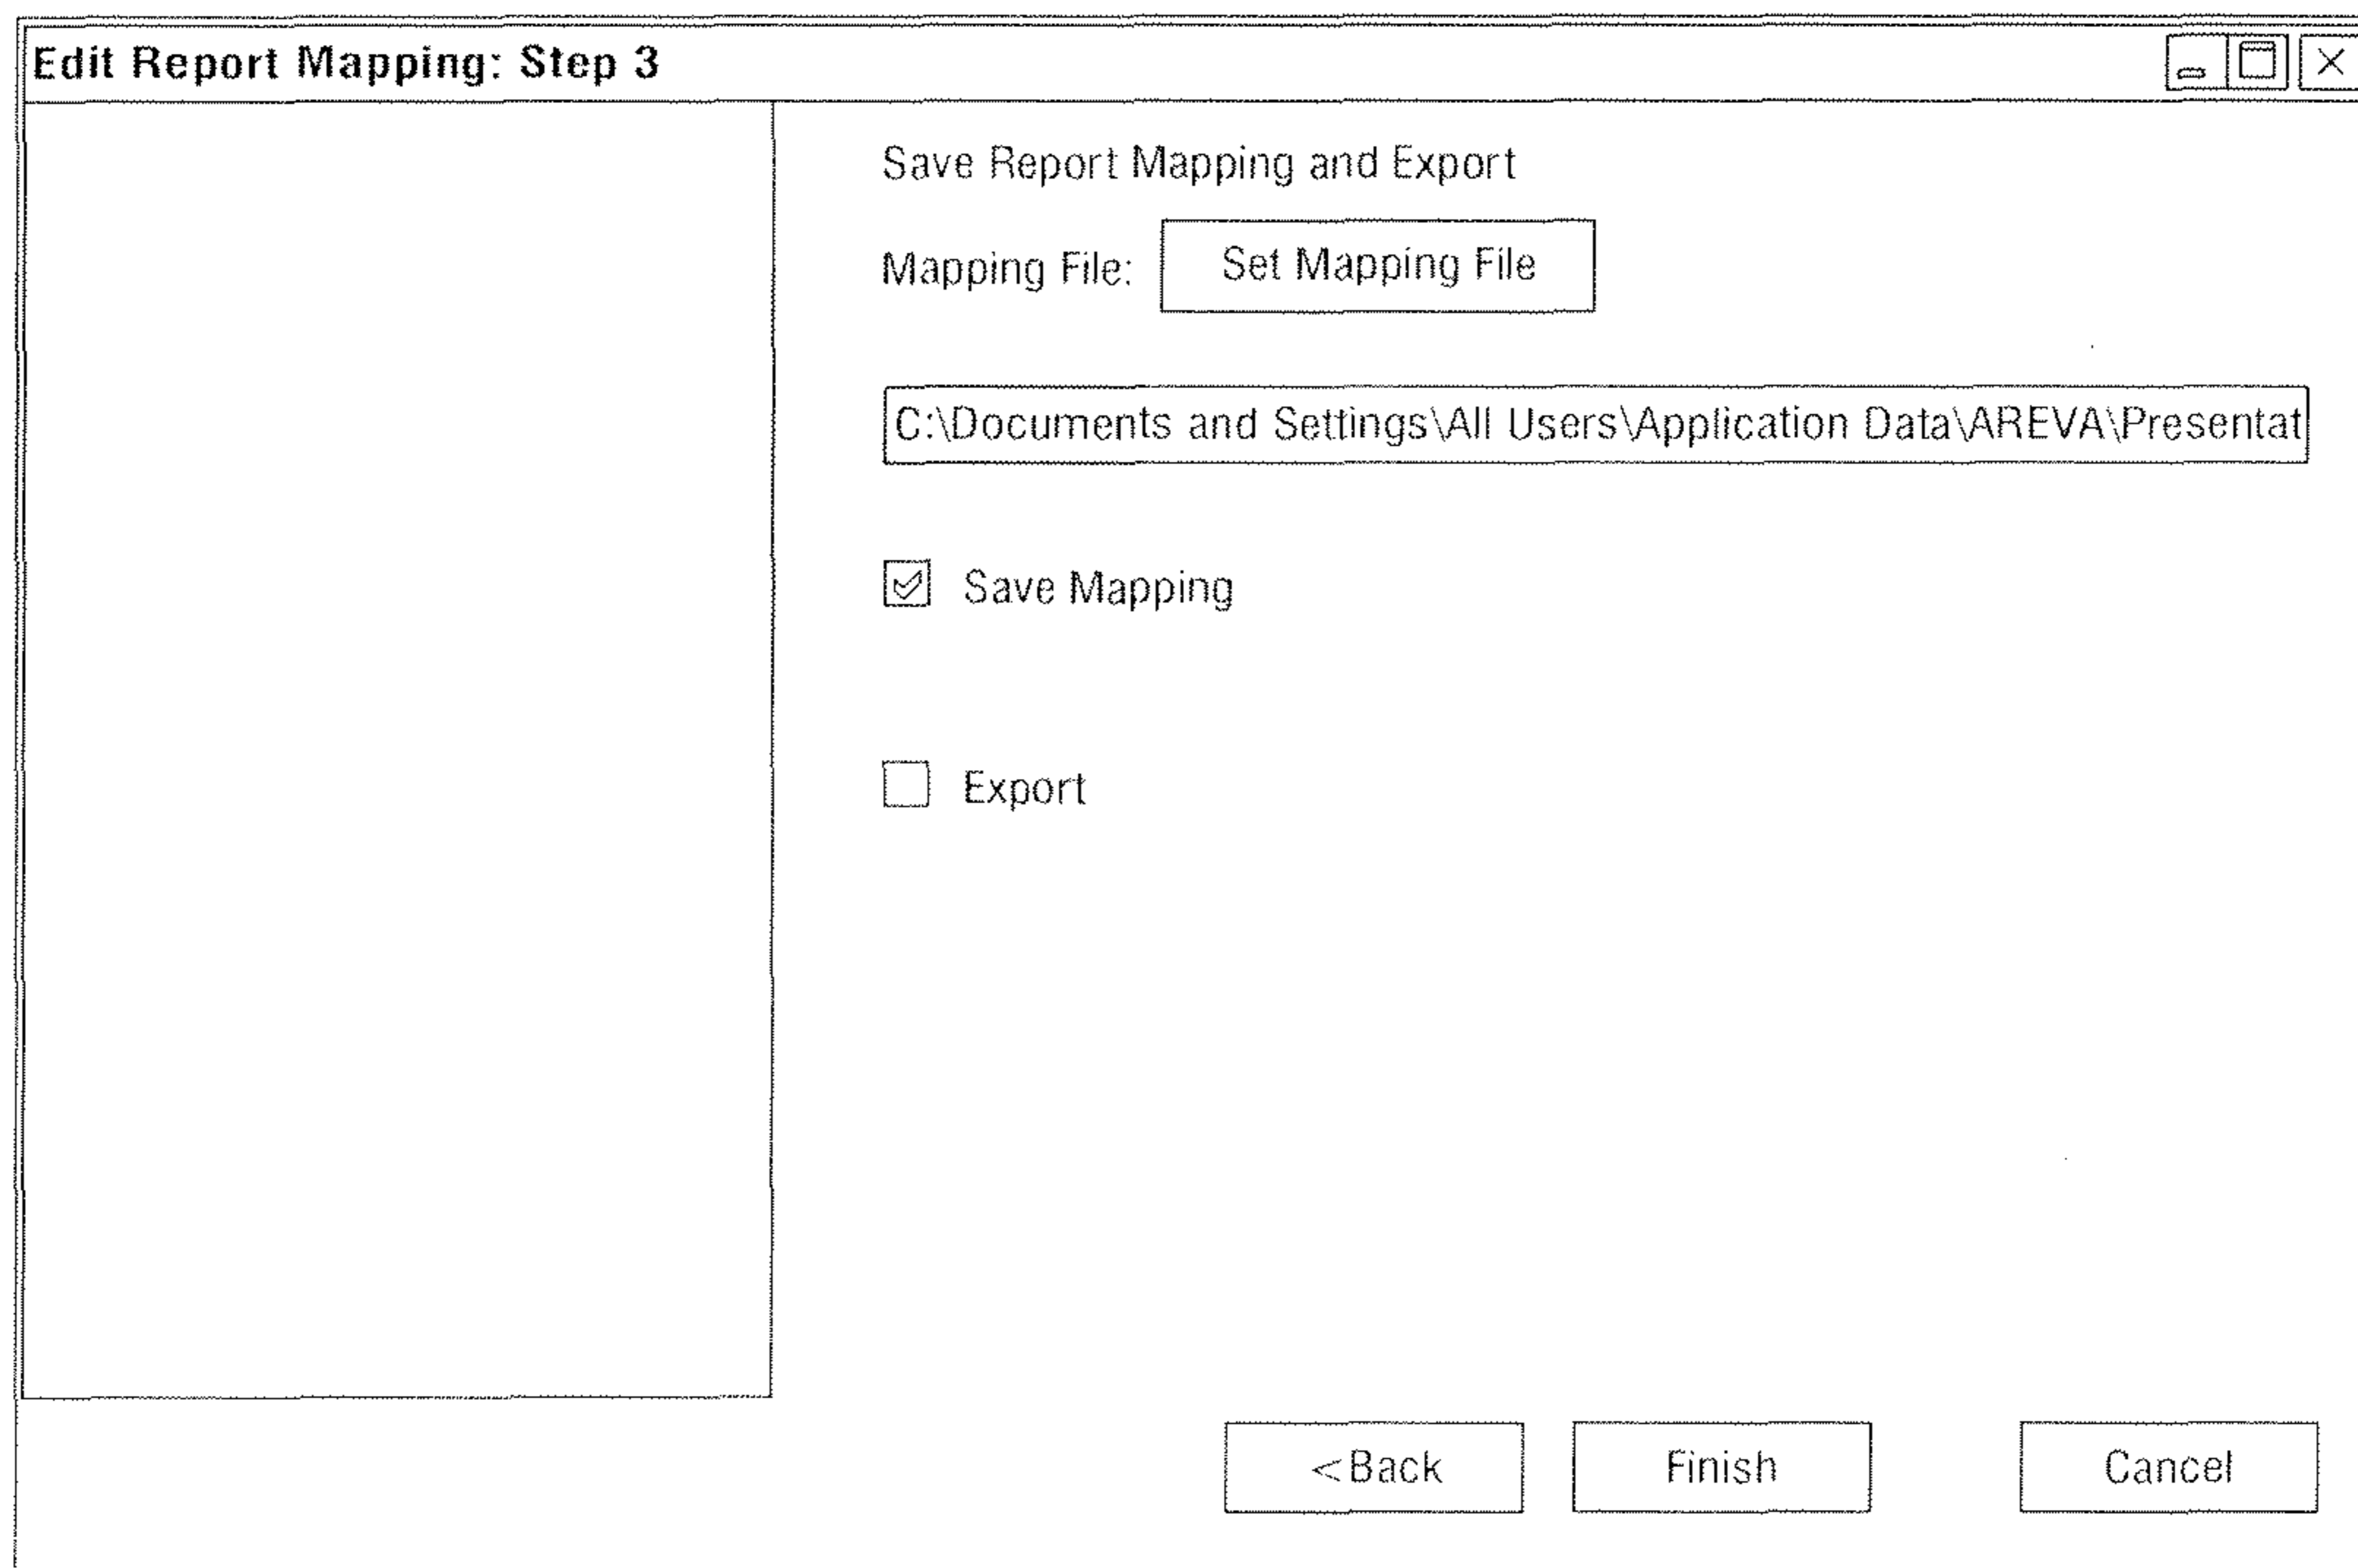 Edit Report Mapping: Step 3
Save Report Mapping and Export
Mapping File: Set Mapping File
C:\Documents and Settings\All Users\Application Data\AREVA\Presentat
Save Mapping
Export
<Back Finish Cancel